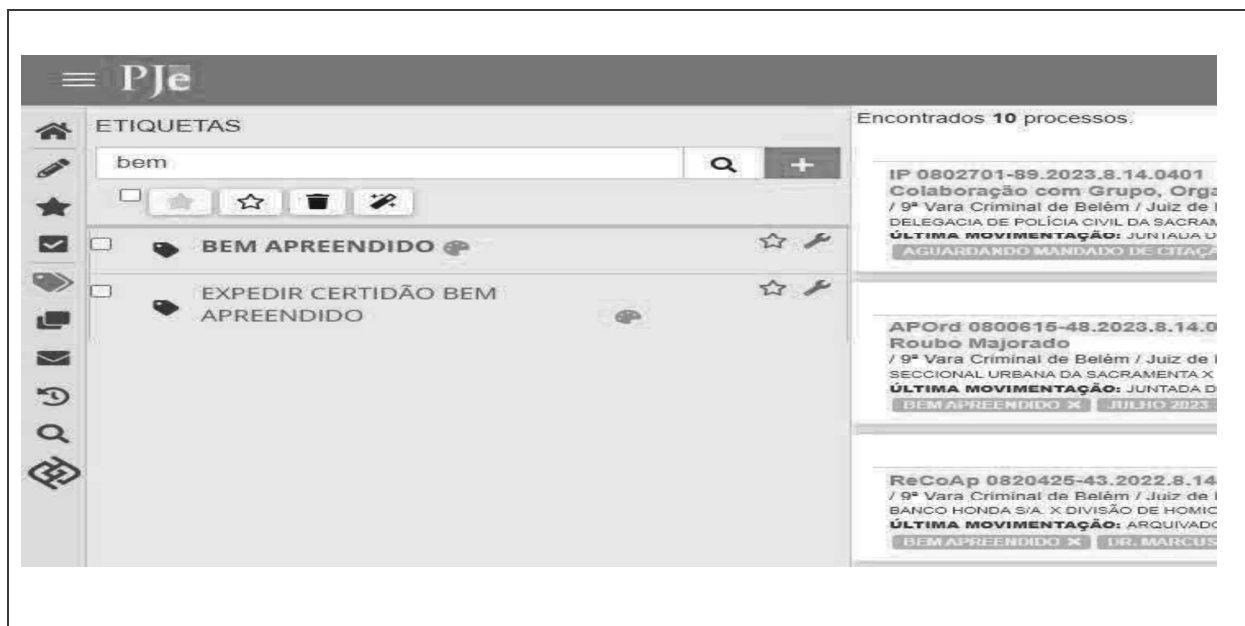 PJe
ETIQUETAS
bem
BEM APREENDIDO
EXPEDIR CERTIDÃO BEM
APREENDIDO
Encontrados 10 processos.
IP 0802701-89.2023.8.14.0401
Colaboração com Grupo, Orga
/ 9ª Vara Criminal de Belém / Juiz de
DELEGACIA DE POLÍCIA CIVIL DA SACRAM
ÚLTIMA MOVIMENTAÇÃO: JUNTADA D
AGUARDANDO MANDADO DE CITAÇÃ
APOrd 0800615-48.2023.8.14.0
Roubo Majorado
/ 9ª Vara Criminal de Belém / Juiz de
SECCIONAL URBANA DA SACRAMENTA X
ÚLTIMA MOVIMENTAÇÃO: JUNTADA D
BEM APREENDIDO × JULHO 2023
ReCoAp 0820425-43.2022.8.14
/ 9ª Vara Criminal de Belém / Juiz de
BANCO HONDA S/A. X DIVISÃO DE HOMIC
ÚLTIMA MOVIMENTAÇÃO: ARQUIVADO
BEM APREENDIDO × DR. MARCUS